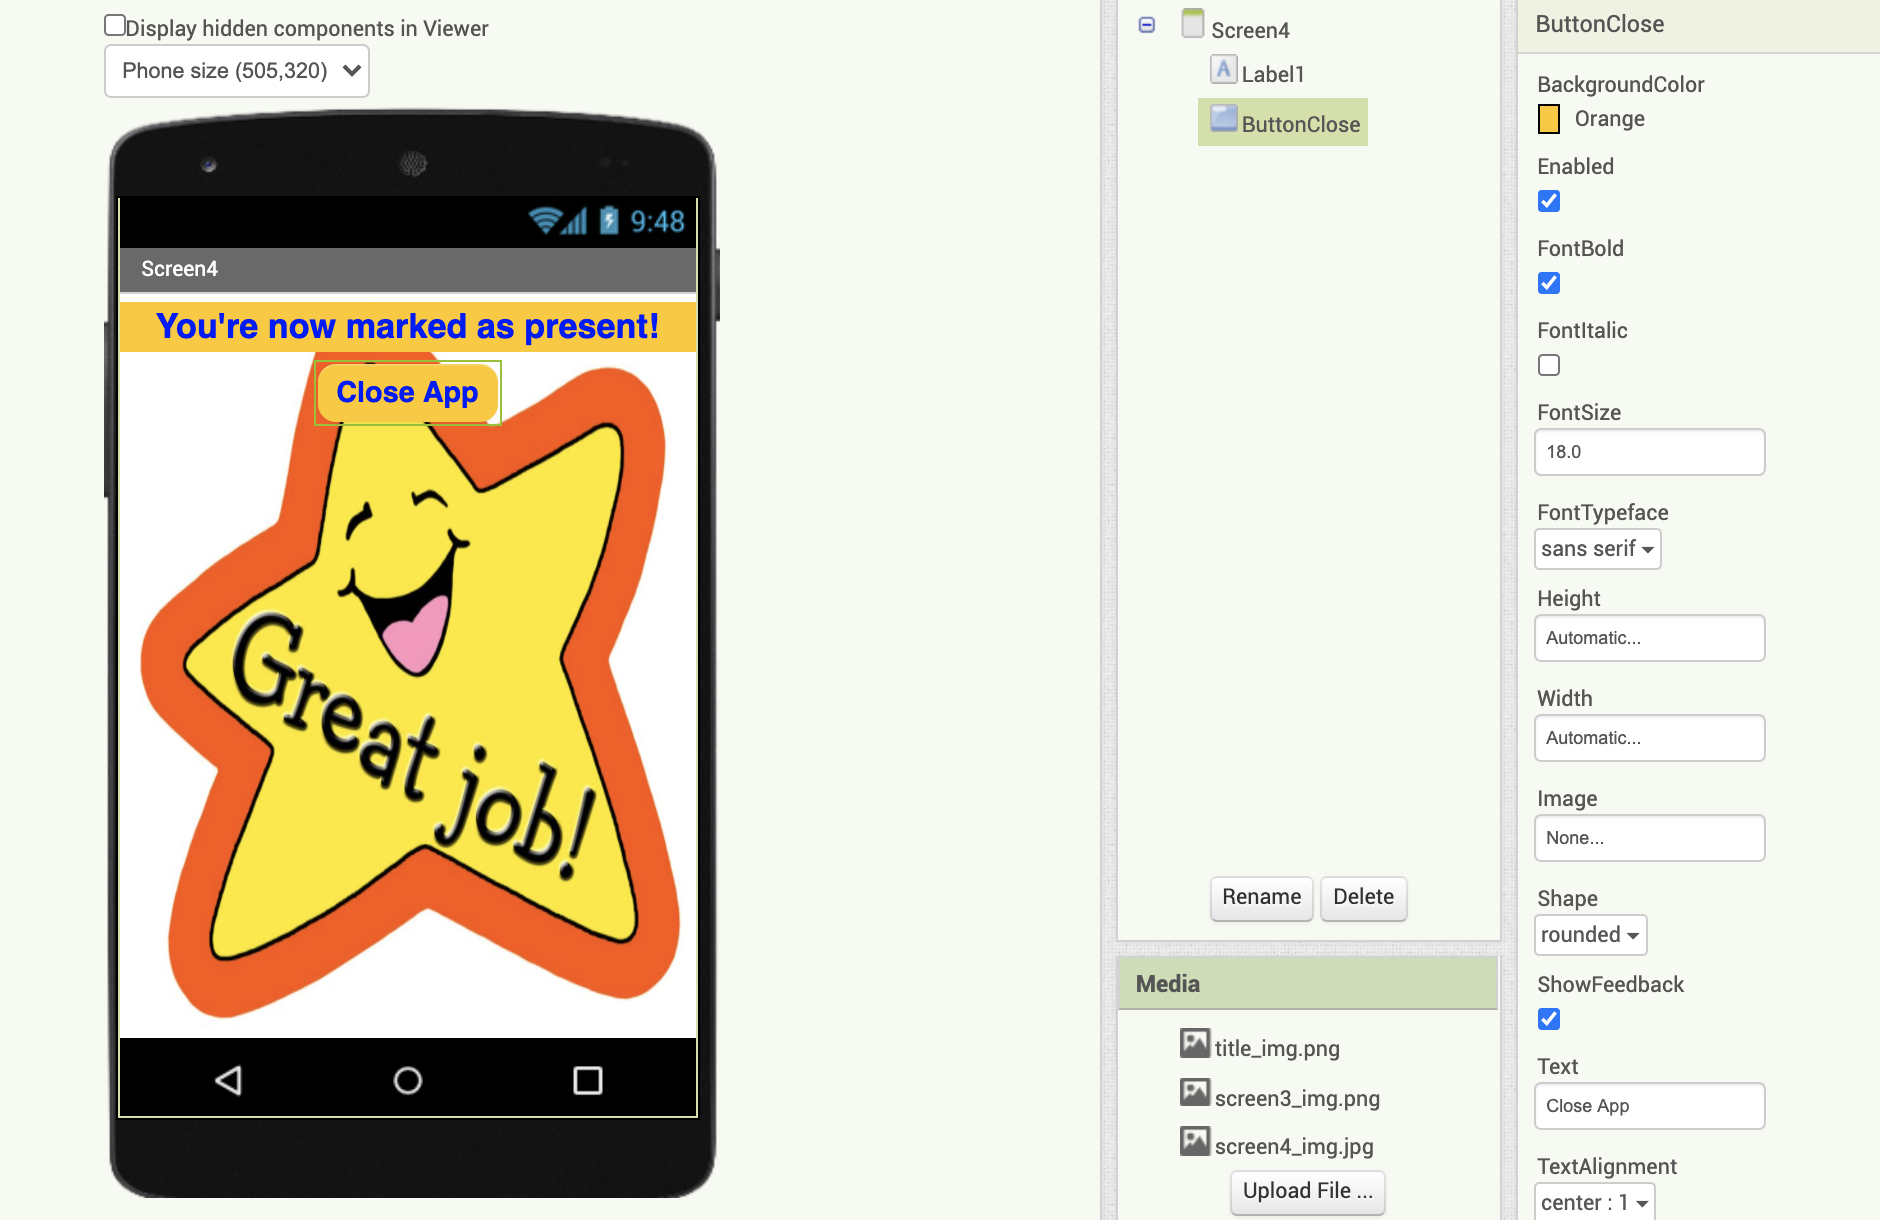 Display hidden components in Viewer
Phone size (505,320)
9:48
Screen4
You're now marked as present!
Close App
Great job!
Screen4
Label1
ButtonClose
Rename Delete
Media
title_img.png
screen3_img.png
screen4_img.jpg
Upload File ...
ButtonClose
BackgroundColor
Orange
Enabled
FontBold
FontItalic
FontSize
18.0
FontTypeface
sans serif
Height
Automatic...
Width
Automatic...
Image
None...
Shape
rounded
ShowFeedback
Text
Close App
TextAlignment
center : 1